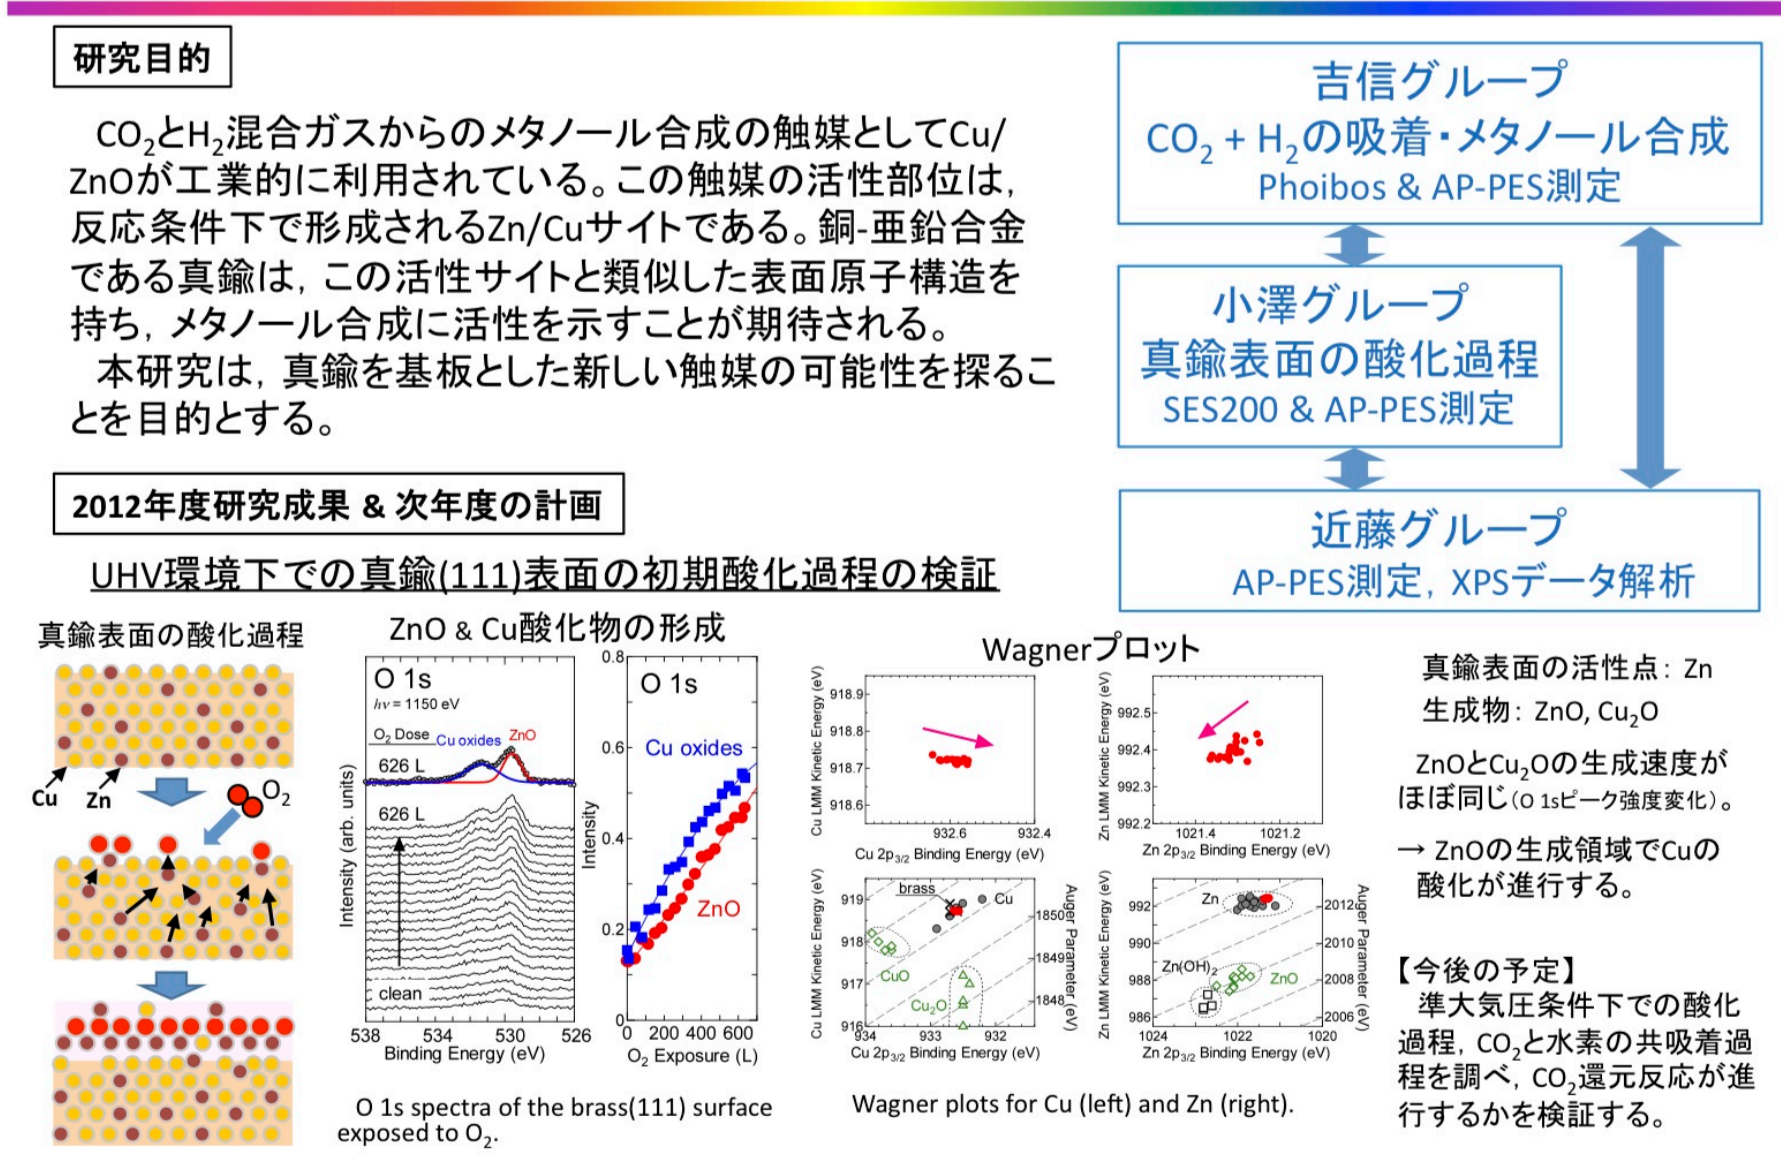 研究目的
CO2とH2混合ガスからのメタノール合成の触媒としてCu/
ZnOが工業的に利用されている。この触媒の活性部位は，
反応条件下で形成されるZn/Cuサイトである。銅-亜鉛合金
である真鍮は，この活性サイトと類似した表面原子構造を
持ち，メタノール合成に活性を示すことが期待される。
本研究は，真鍮を基板とした新しい触媒の可能性を探るこ
とを目的とする。
吉信グループ
CO2 + H2の吸着・メタノール合成
Phoibos & AP-PES測定
小澤グループ
真鍮表面の酸化過程
SES200 & AP-PES測定
近藤グループ
AP-PES測定，XPSデータ解析
2012年度研究成果 & 次年度の計画
UHV環境下での真鍮(111)表面の初期酸化過程の検証
真鍮表面の酸化過程
Cu
Zn
O2
ZnO & Cu酸化物の形成
O 1s
hν = 1150 eV
O2 Dose
Cu oxides
ZnO
626 L
626 L
clean
Intensity (arb. units)
538
534
530
526
Binding Energy (eV)
O 1s
Cu oxides
ZnO
Intensity
0.8
0.6
0.4
0.2
0
0
200
400
600
O2 Exposure (L)
O 1s spectra of the brass(111) surface
exposed to O2.
Wagnerプロット
Cu LMM Kinetic Energy (eV)
918.9
918.8
918.7
918.6
932.6
932.4
Cu 2p3/2 Binding Energy (eV)
Zn LMM Kinetic Energy (eV)
992.5
992.4
992.3
992.2
1021.4
1021.2
Zn 2p3/2 Binding Energy (eV)
Cu LMM Kinetic Energy (eV)
919
918
917
916
brass
Cu
CuO
Cu2O
1850
1849
1848
Auger Parameter (eV)
934
933
932
Cu 2p3/2 Binding Energy (eV)
Zn LMM Kinetic Energy (eV)
992
990
988
986
Zn
Zn(OH)2
ZnO
2012
2010
2008
2006
Auger Parameter (eV)
1024
1022
1020
Zn 2p3/2 Binding Energy (eV)
Wagner plots for Cu (left) and Zn (right).
真鍮表面の活性点： Zn
生成物： ZnO, Cu2O
ZnOとCu2Oの生成速度が
ほぼ同じ（O 1sピーク強度変化）。
→ ZnOの生成領域でCuの
酸化が進行する。
【今後の予定】
準大気圧条件下での酸化
過程，CO2と水素の共吸着過
程を調べ，CO2還元反応が進
行するかを検証する。